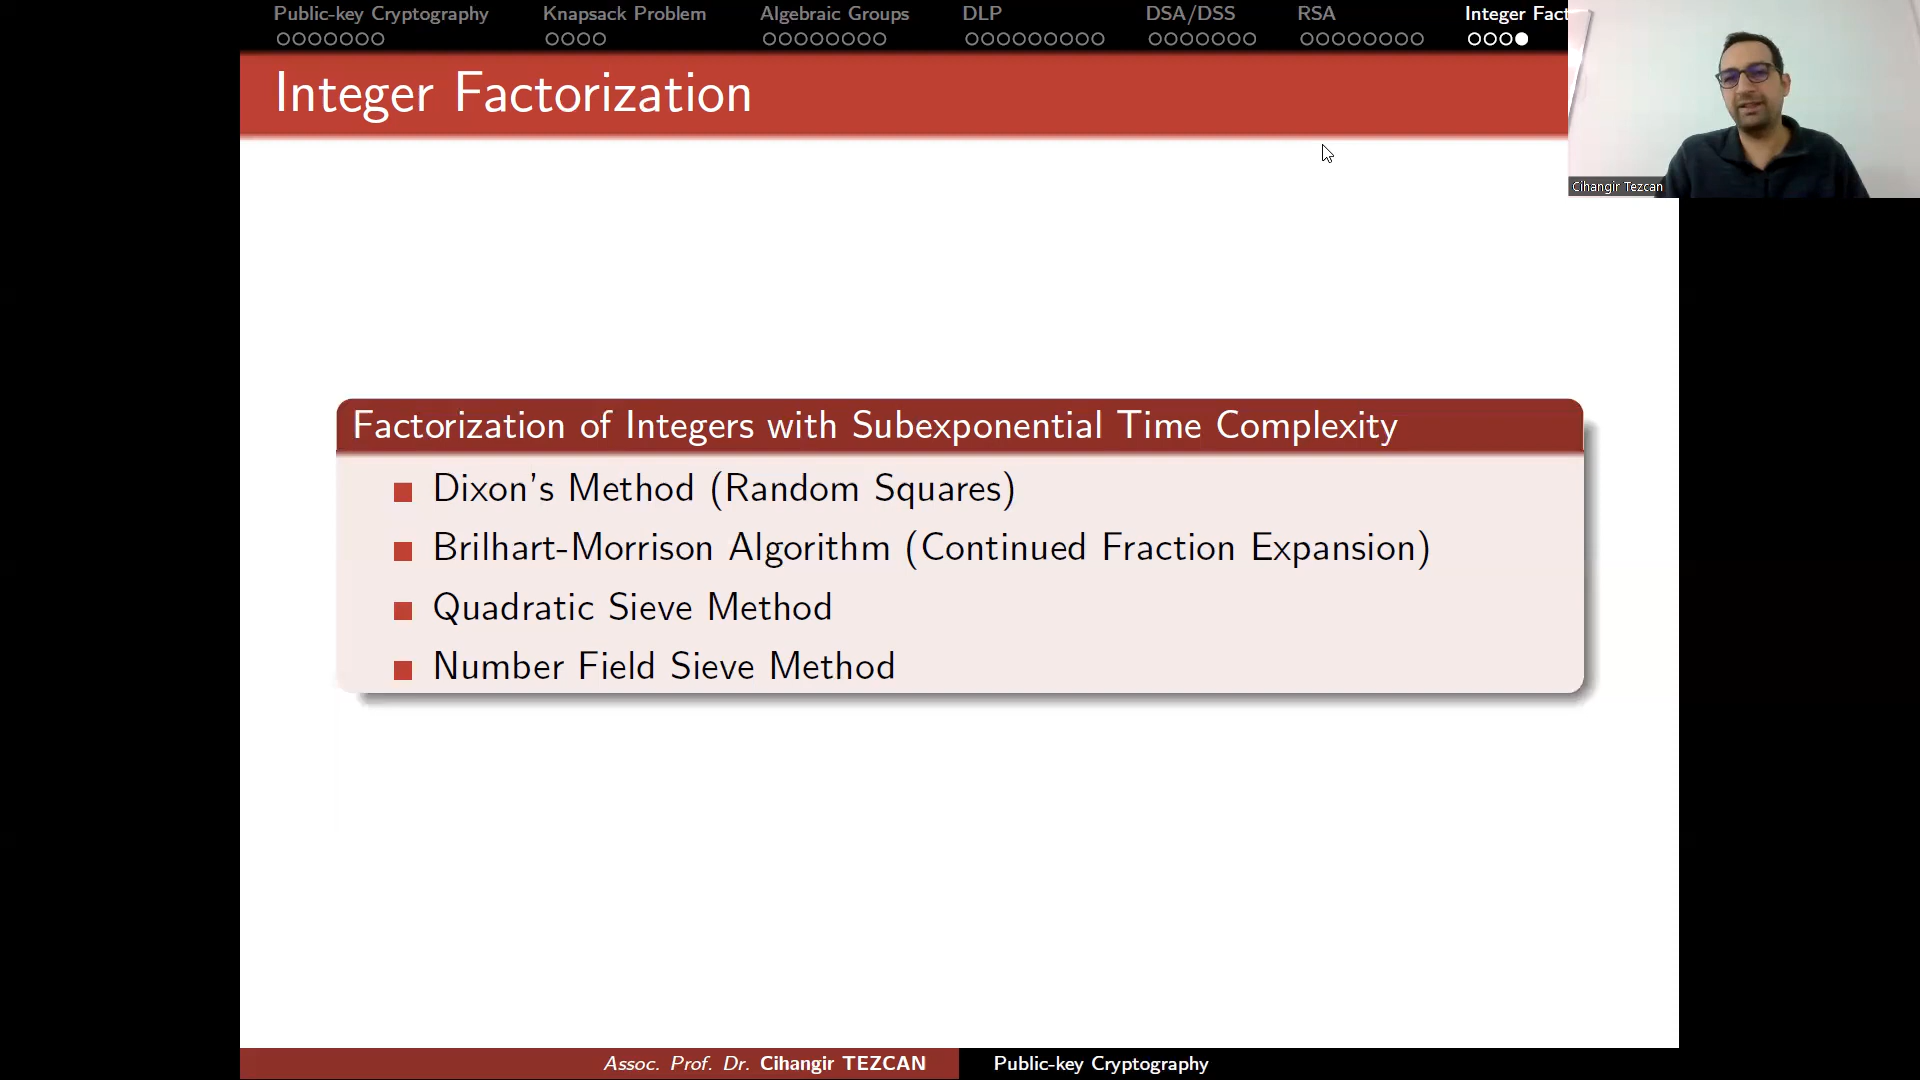 Public-key Cryptography Knapsack Problem Algebraic Groups DLP DSA/DSS RSA Integer Fact
Integer Factorization
Cihangir Tezcan
Factorization of Integers with Subexponential Time Complexity
Dixon's Method (Random Squares)
Brilhart-Morrison Algorithm (Continued Fraction Expansion)
Quadratic Sieve Method
Number Field Sieve Method
Assoc. Prof. Dr. Cihangir TEZCAN Public-key Cryptography